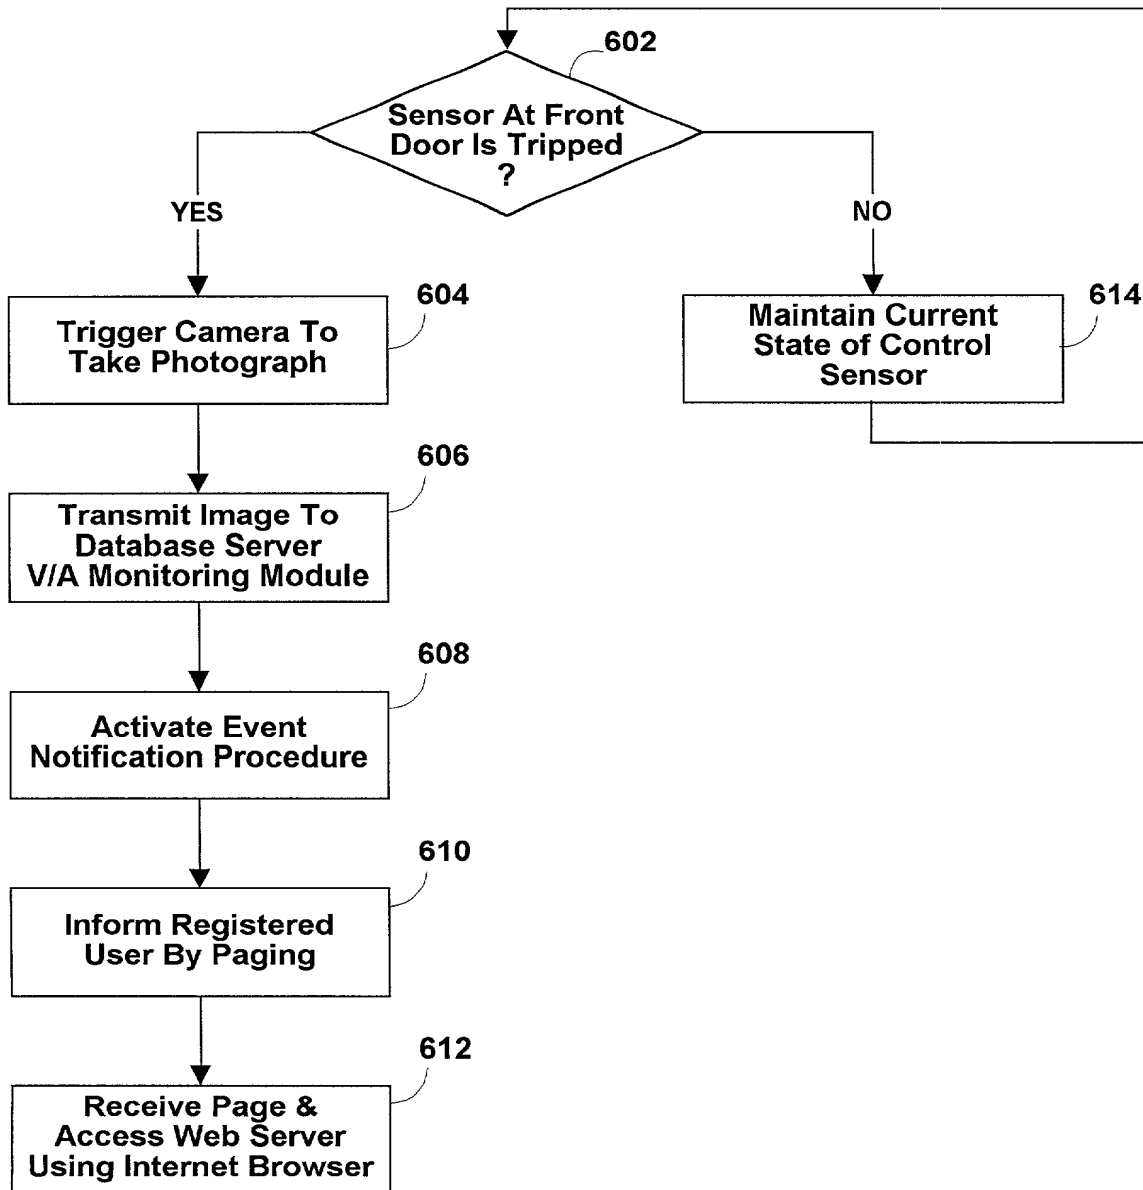 602
Sensor At Front
Door Is Tripped
?
YES
NO
604
Trigger Camera To
Take Photograph
614
Maintain Current
State of Control
Sensor
606
Transmit Image To
Database Server
V/A Monitoring Module
608
Activate Event
Notification Procedure
610
Inform Registered
User By Paging
612
Receive Page &
Access Web Server
Using Internet Browser